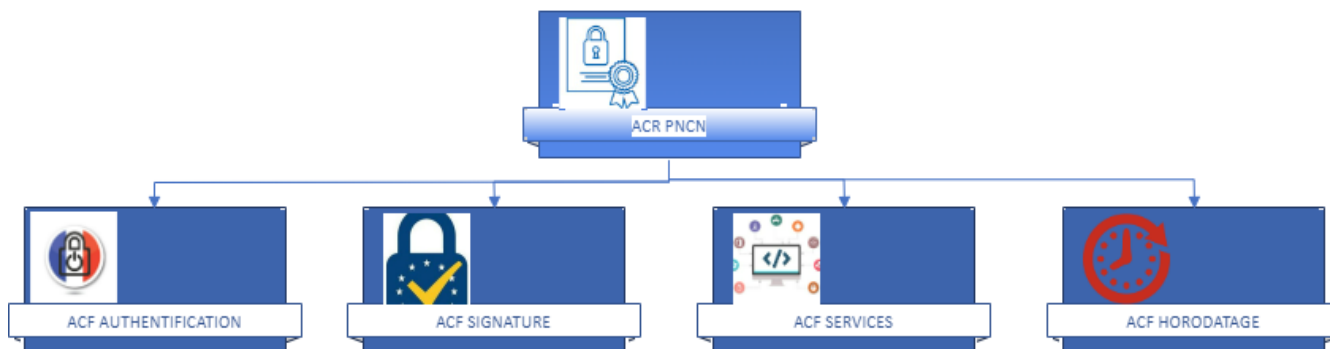 ACR PNCN
ACF AUTHENTIFICATION
ACF SIGNATURE
ACF SERVICES
ACF HORODATAGE